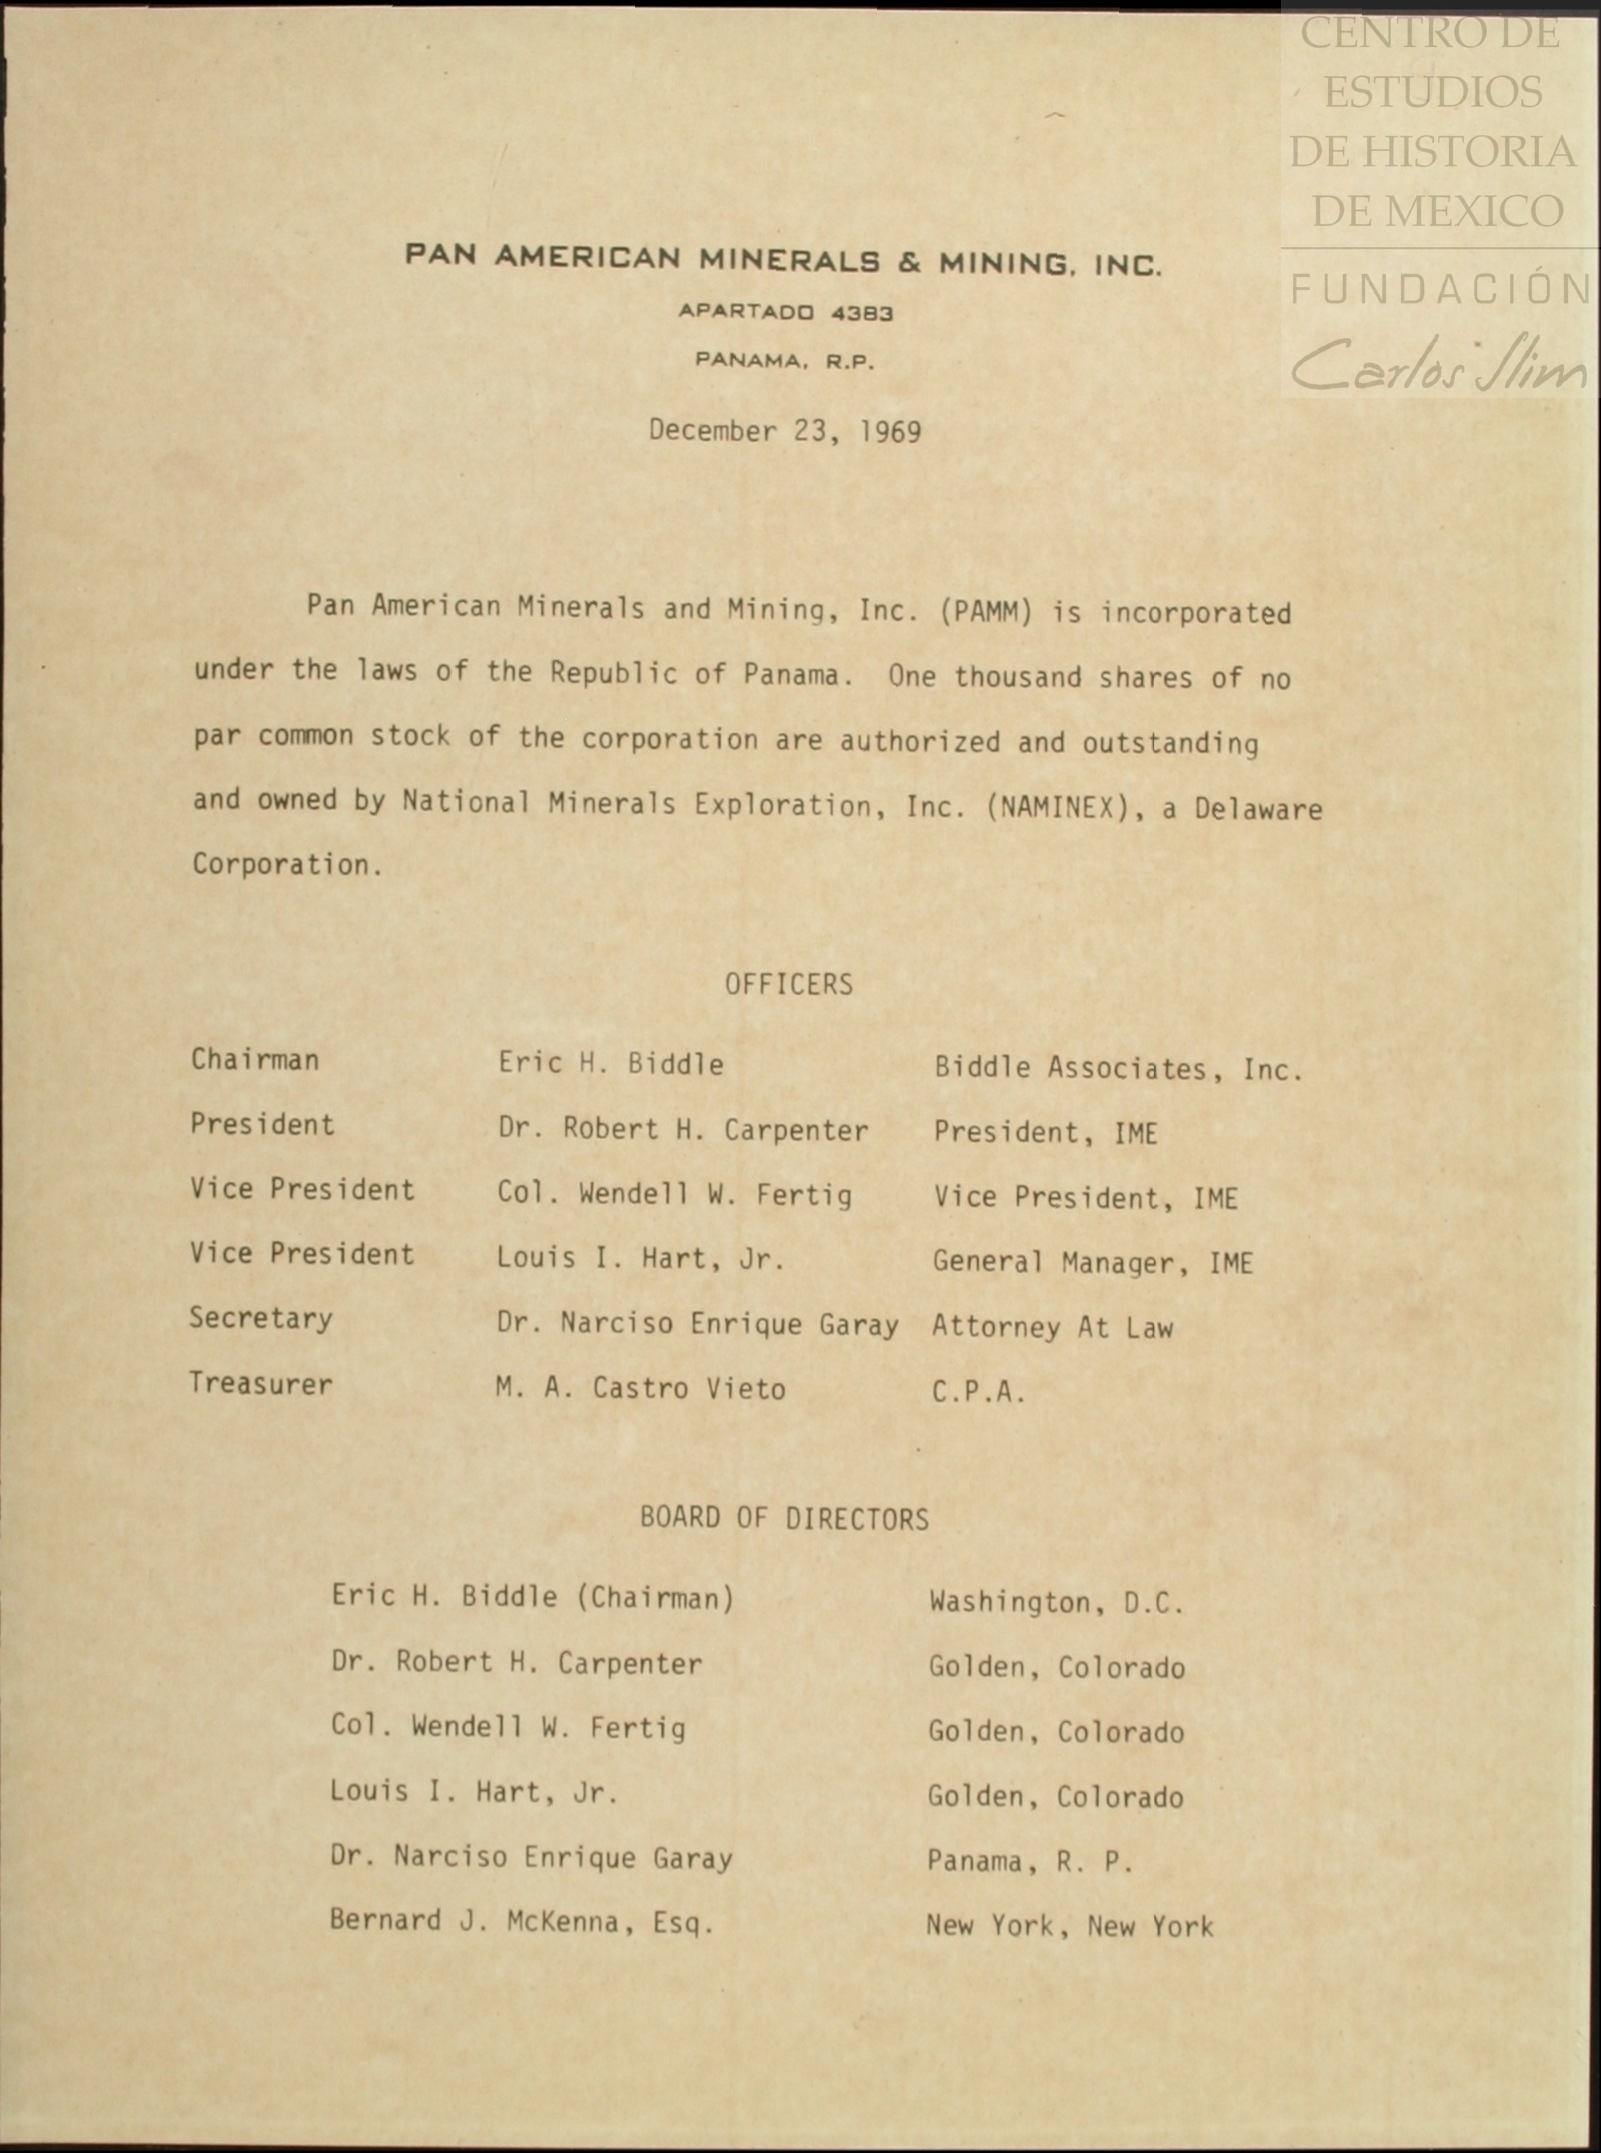 CENTRO DE
ESTUDIOS
DE HISTORIA
DE MEXICO
FUNDACIÓN
Carlos Slim
PAN AMERICAN MINERALS & MINING, INC.
APARTADO 4383
PANAMA, R.P.
December 23, 1969
Pan American Minerals and Mining, Inc. (PAMM) is incorporated
under the laws of the Republic of Panama. One thousand shares of no
par common stock of the corporation are authorized and outstanding
and owned by National Minerals Exploration, Inc. (NAMINEX), a Delaware
Corporation.
OFFICERS
Chairman Eric H. Biddle Biddle Associates, Inc.
President Dr. Robert H. Carpenter President, IME
Vice President Col. Wendell W. Fertig Vice President, IME
Vice President Louis I. Hart, Jr. General Manager, IME
Secretary Dr. Narciso Enrique Garay Attorney At Law
Treasurer M. A. Castro Vieto C.P.A.
BOARD OF DIRECTORS
Eric H. Biddle (Chairman) Washington, D.C.
Dr. Robert H. Carpenter Golden, Colorado
Col. Wendell W. Fertig Golden, Colorado
Louis I. Hart, Jr. Golden, Colorado
Dr. Narciso Enrique Garay Panama, R. P.
Bernard J. McKenna, Esq. New York, New York